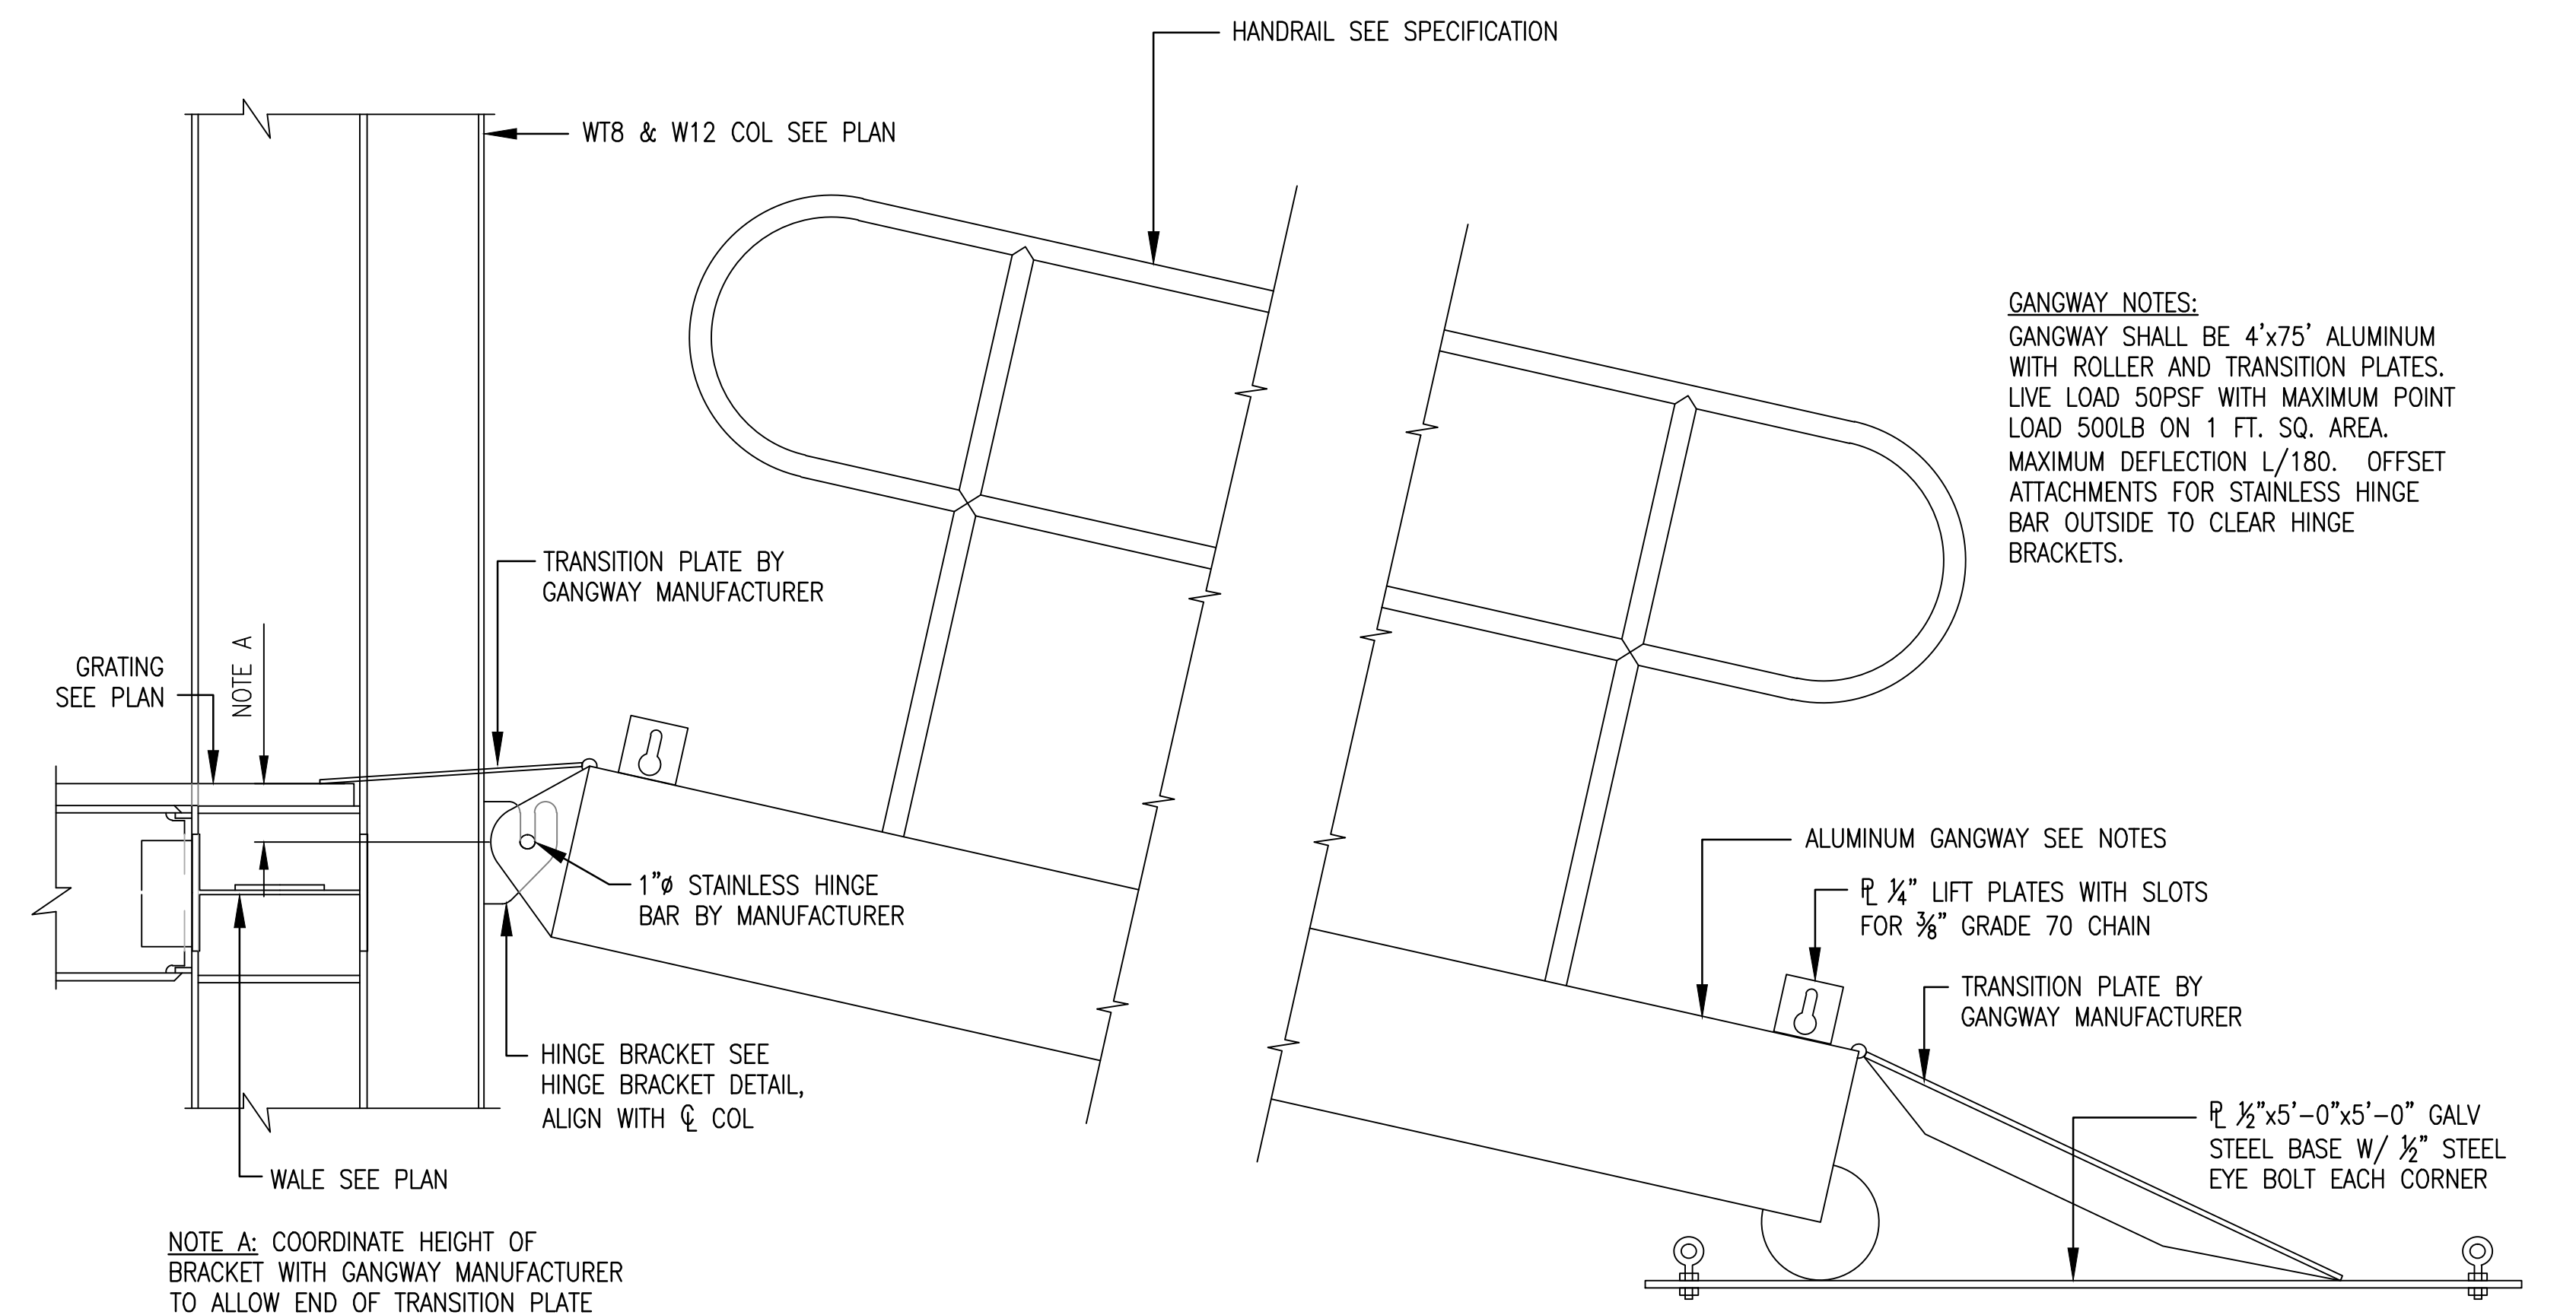 HANDRAIL SEE SPECIFICATION
WT8 & W12 COL SEE PLAN
GANGWAY NOTES:
GANGWAY SHALL BE 4'x75' ALUMINUM
WITH ROLLER AND TRANSITION PLATES.
LIVE LOAD 50PSF WITH MAXIMUM POINT
LOAD 500LB ON 1 FT. SQ. AREA.
MAXIMUM DEFLECTION L/180. OFFSET
ATTACHMENTS FOR STAINLESS HINGE
BAR OUTSIDE TO CLEAR HINGE
BRACKETS.
TRANSITION PLATE BY
GANGWAY MANUFACTURER
GRATING
SEE PLAN
NOTE A
1"ø STAINLESS HINGE
BAR BY MANUFACTURER
ALUMINUM GANGWAY SEE NOTES
℄ ¼" LIFT PLATES WITH SLOTS
FOR ⅜" GRADE 70 CHAIN
TRANSITION PLATE BY
GANGWAY MANUFACTURER
HINGE BRACKET SEE
HINGE BRACKET DETAIL,
ALIGN WITH ℄ COL
PL ½"x5'-0"x5'-0" GALV
STEEL BASE W/ ½" STEEL
EYE BOLT EACH CORNER
WALE SEE PLAN
NOTE A: COORDINATE HEIGHT OF
BRACKET WITH GANGWAY MANUFACTURER
TO ALLOW END OF TRANSITION PLATE